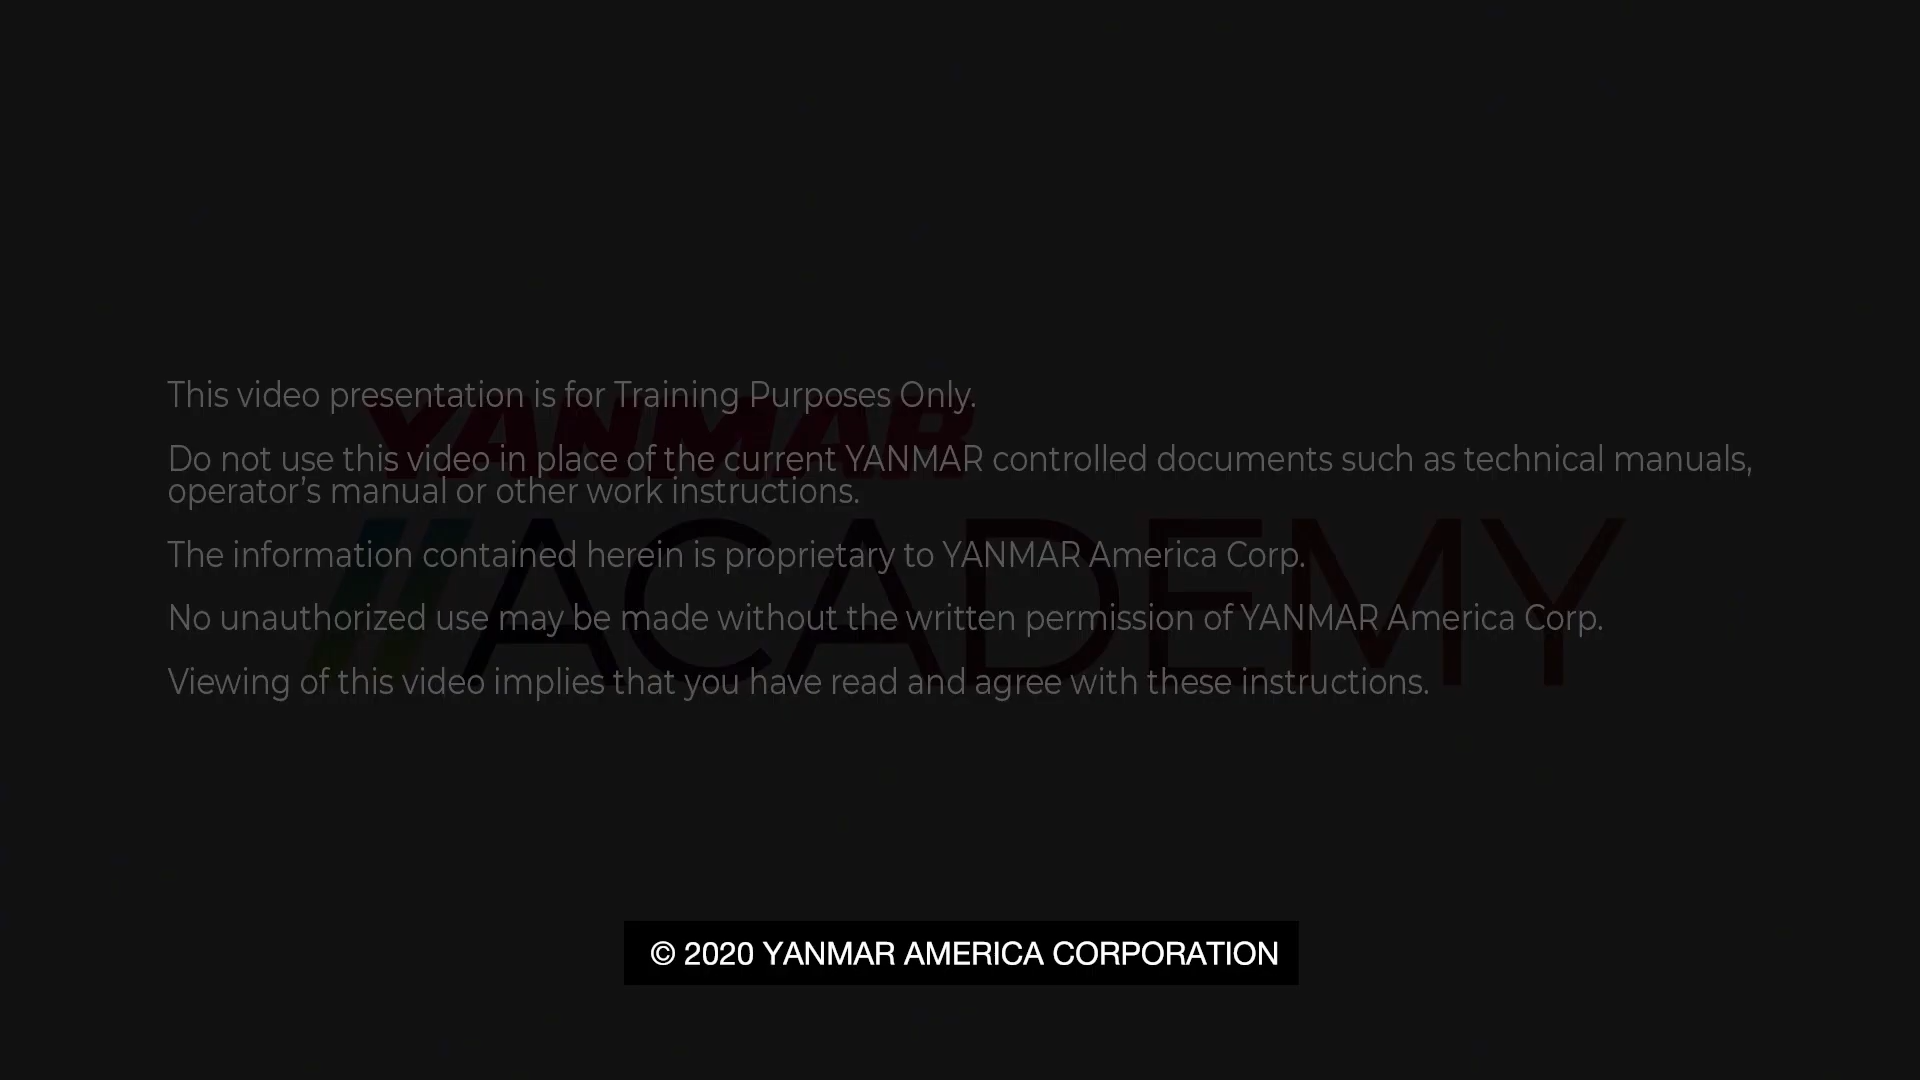 This video presentation is for Training Purposes Only.
YANMAR
Do not use this video in place of the current YANMAR controlled documents such as technical manuals,
operator’s manual or other work instructions.
ACADEMY
The information contained herein is proprietary to YANMAR America Corp.
No unauthorized use may be made without the written permission of YANMAR America Corp.
Viewing of this video implies that you have read and agree with these instructions.
© 2020 YANMAR AMERICA CORPORATION